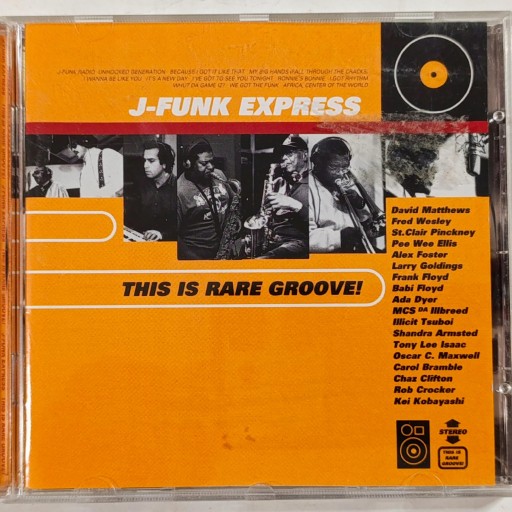 J-FUNK RADIO UNHOOKED GENERATION BECAUSE I GOT IT LIKE THAT MY BIG HANDS (FALL THROUGH THE CRACKS)
I WANNA BE LIKE YOU IT'S A NEW DAY I'VE GOT TO SEE YOU TONIGHT RONNIE'S BONNIE I GOT RHYTHM
WHUT DA GAME IZ? WE GOT THE FUNK AFRICA, CENTER OF THE WORLD
J-FUNK EXPRESS
THIS IS RARE GROOVE!
David Matthews
Fred Wesley
St.Clair Pinckney
Pee Wee Ellis
Alex Foster
Larry Goldings
Frank Floyd
Babi Floyd
Ada Dyer
MCS DA Illbreed
Illicit Tsuboi
Shandra Armsted
Tony Lee Isaac
Oscar C. Maxwell
Carol Bramble
Chaz Clifton
Rob Crocker
Kei Kobayashi
STEREO
THIS IS
RARE
GROOVE!